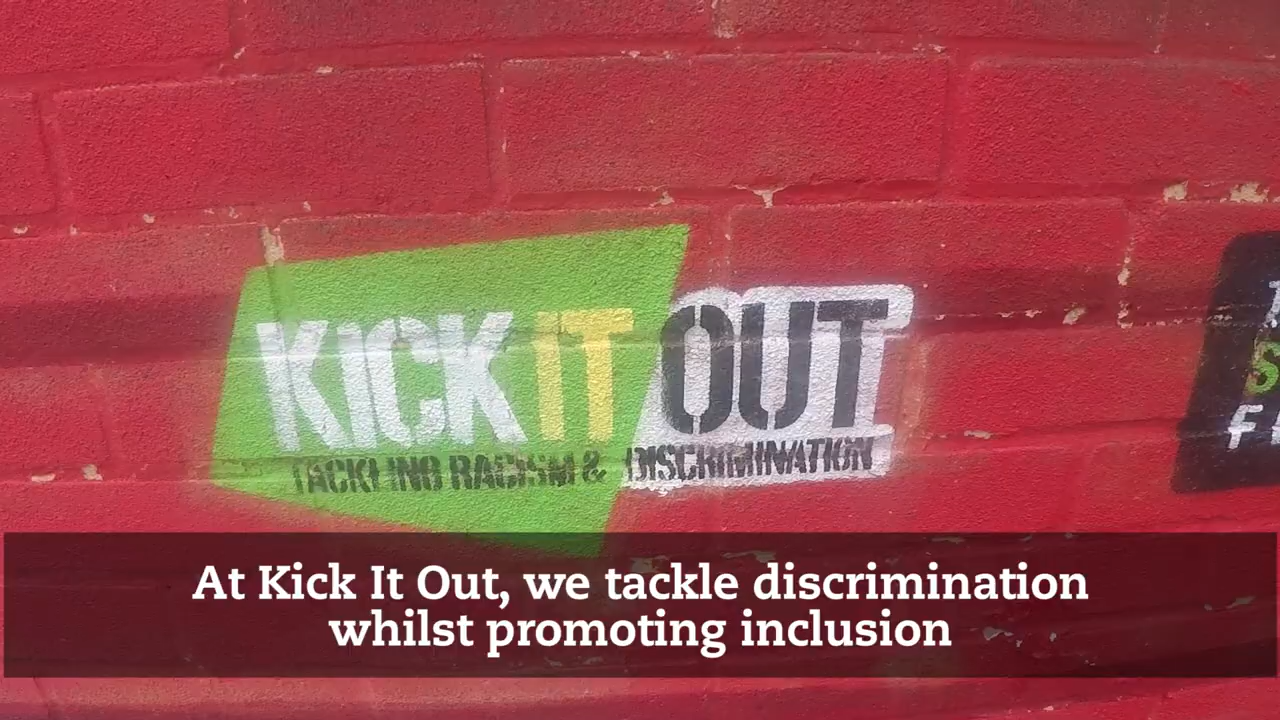 KICK IT OUT
TACKLING RACISM & DISCRIMINATION
At Kick It Out, we tackle discrimination
whilst promoting inclusion